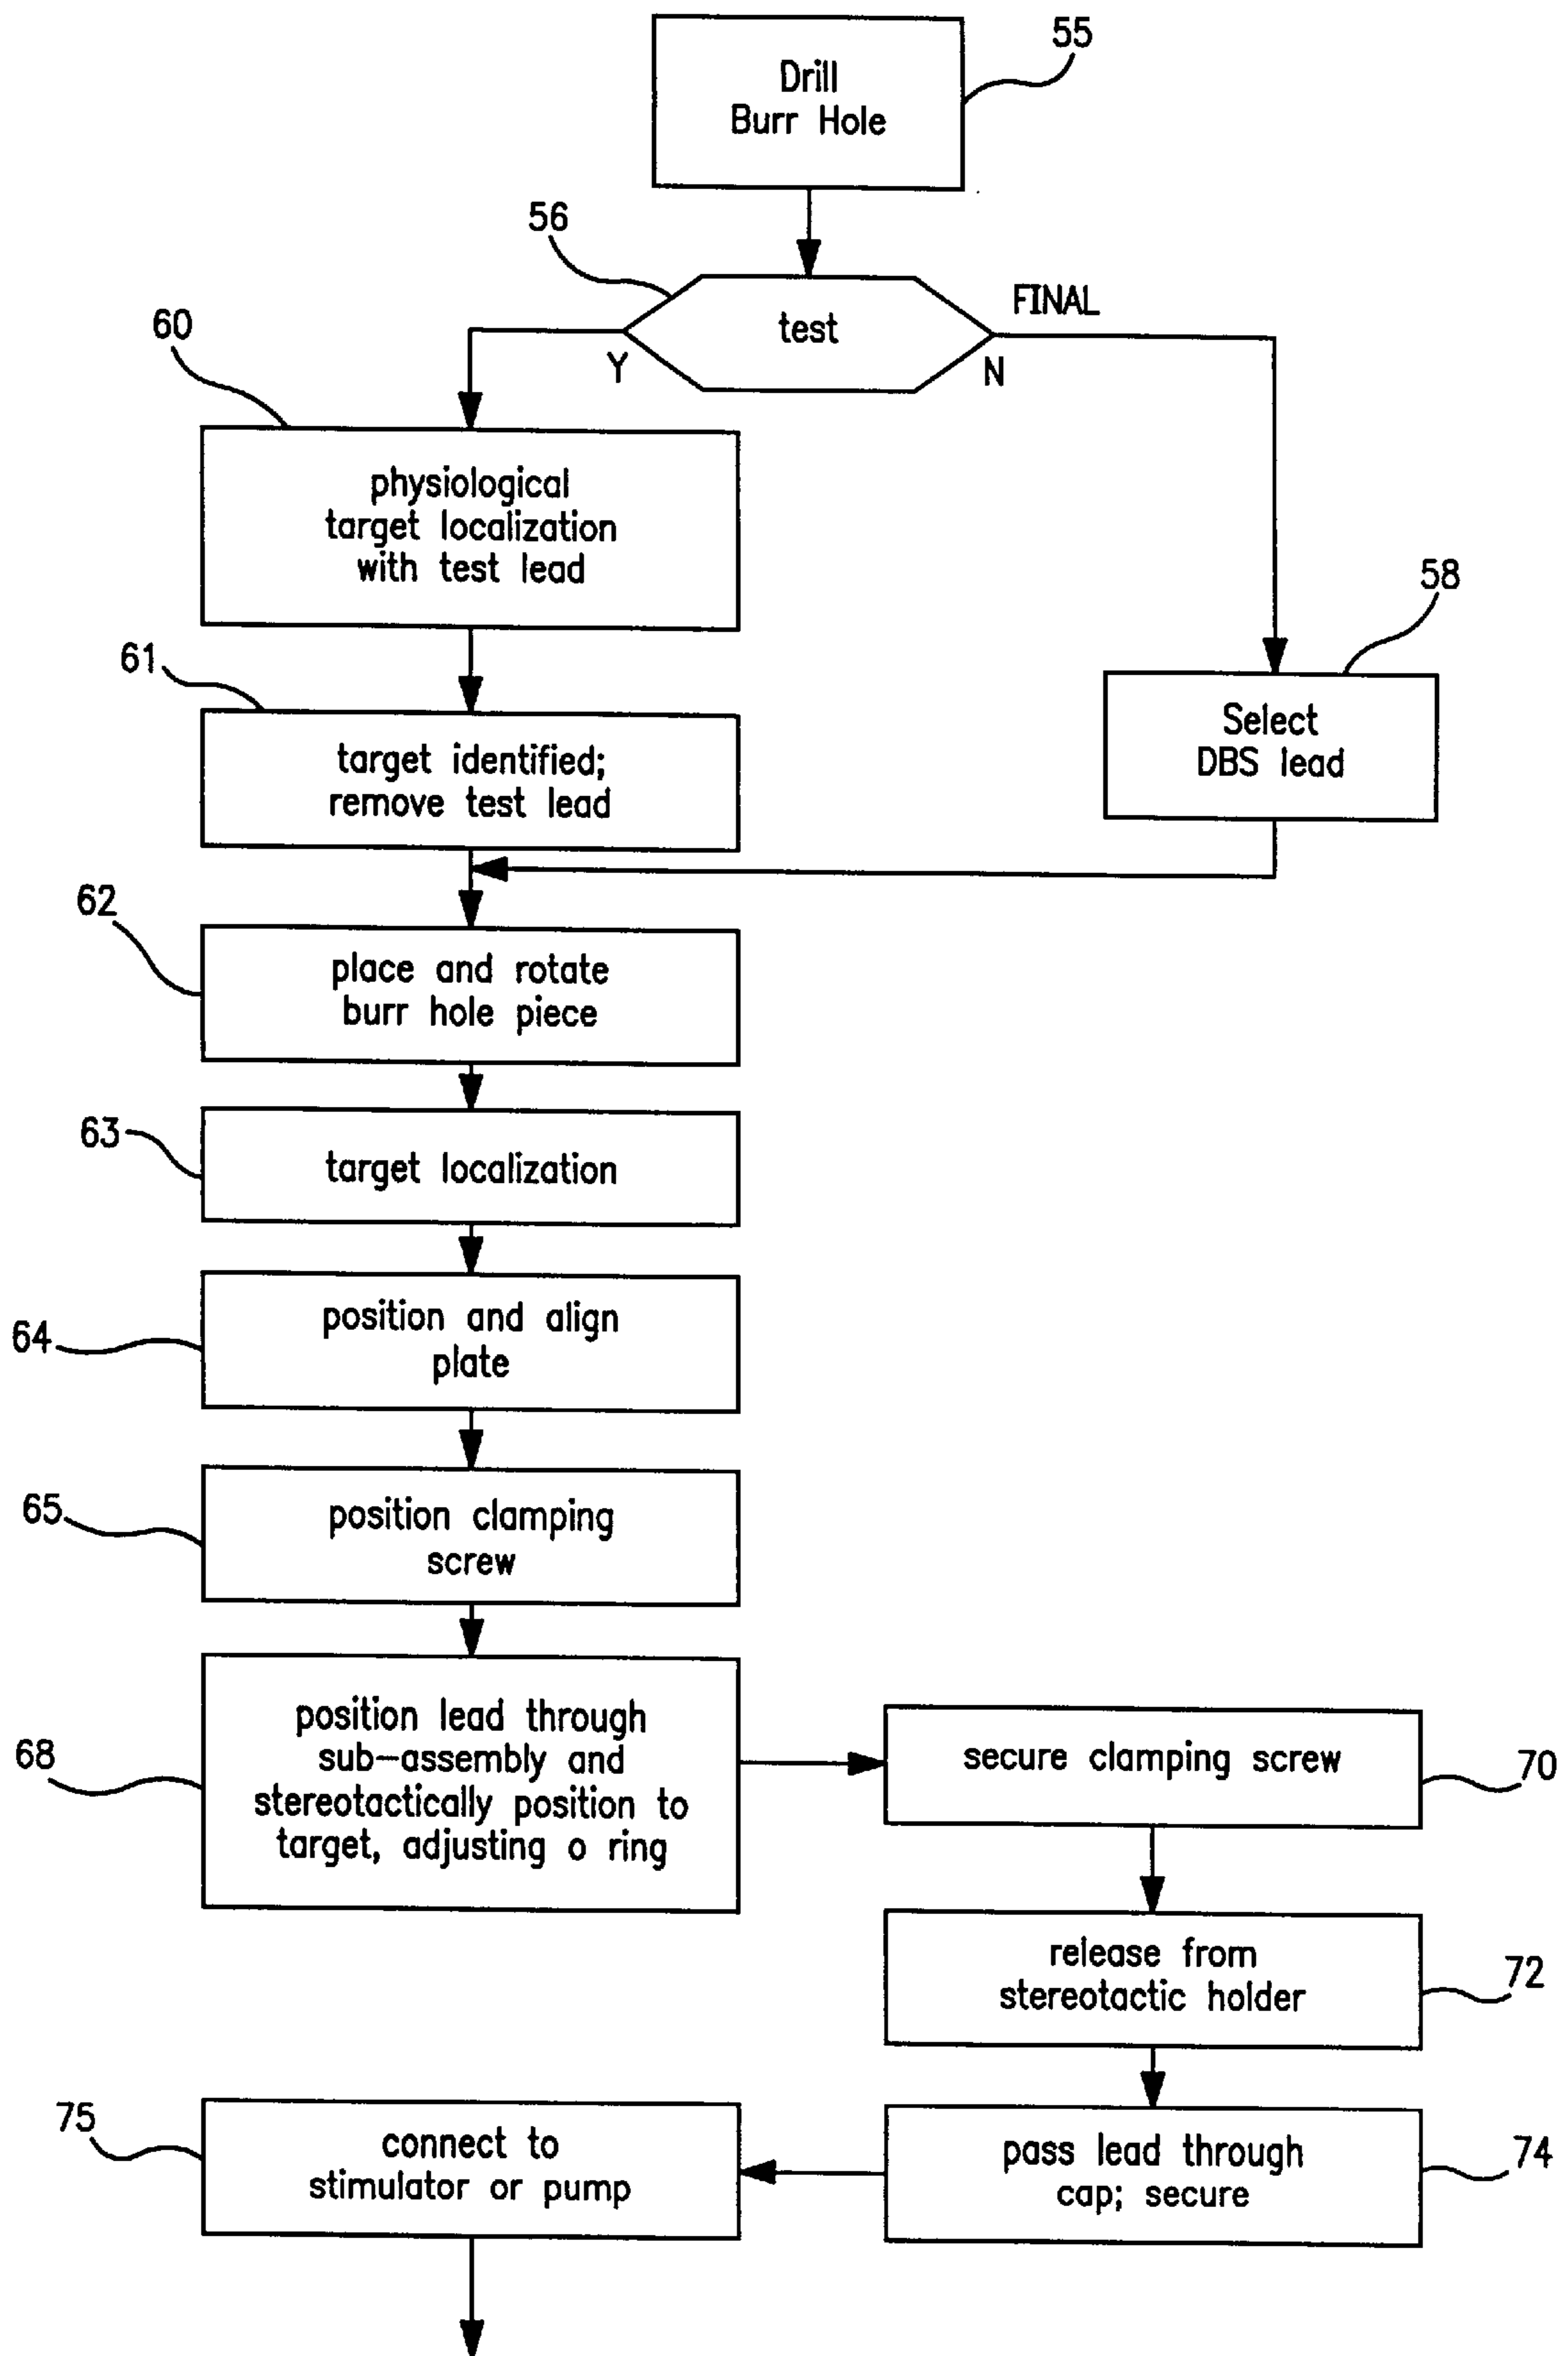 55
Drill
Burr Hole
56
test
FINAL
Y
N
60
physiological
target localization
with test lead
58
Select
DBS lead
61
target identified;
remove test lead
62
place and rotate
burr hole piece
63
target localization
64
position and align
plate
65
position clamping
screw
68
position lead through
sub-assembly and
stereotactically position to
target, adjusting o ring
secure clamping screw
70
release from
stereotactic holder
72
pass lead through
cap; secure
74
75
connect to
stimulator or pump